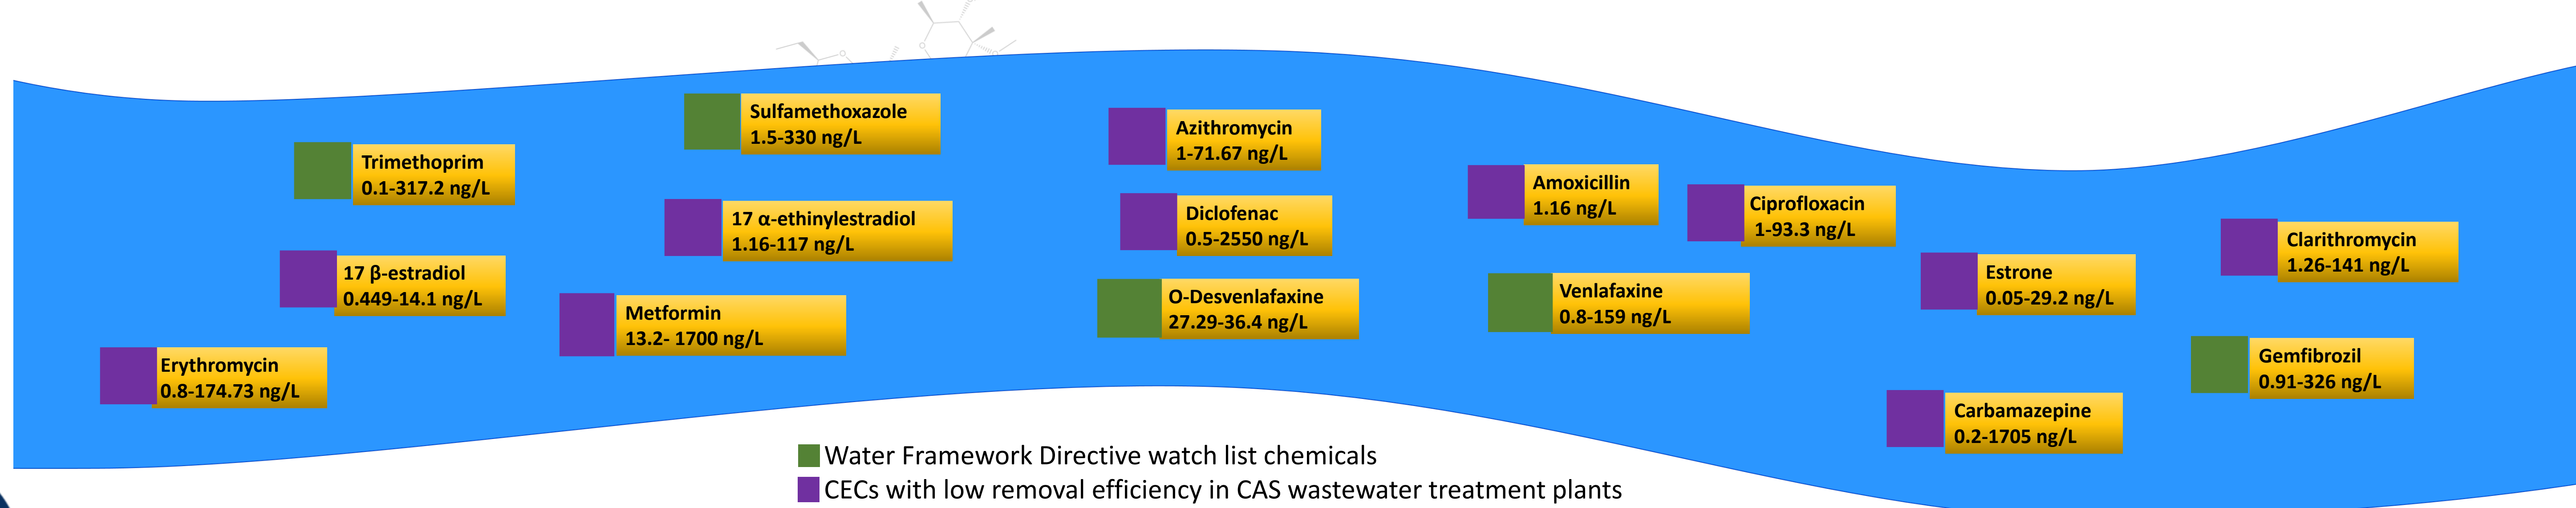 Sulfamethoxazole
1.5-330 ng/L
Azithromycin
1-71.67 ng/L
Trimethoprim
0.1-317.2 ng/L
Amoxicillin
1.16 ng/L
Ciprofloxacin
1-93.3 ng/L
17 α-ethinylestradiol
1.16-117 ng/L
Diclofenac
0.5-2550 ng/L
Clarithromycin
1.26-141 ng/L
17 β-estradiol
0.449-14.1 ng/L
Estrone
0.05-29.2 ng/L
Metformin
13.2- 1700 ng/L
O-Desvenlafaxine
27.29-36.4 ng/L
Venlafaxine
0.8-159 ng/L
Erythromycin
0.8-174.73 ng/L
Gemfibrozil
0.91-326 ng/L
Carbamazepine
0.2-1705 ng/L
Water Framework Directive watch list chemicals
CECs with low removal efficiency in CAS wastewater treatment plants